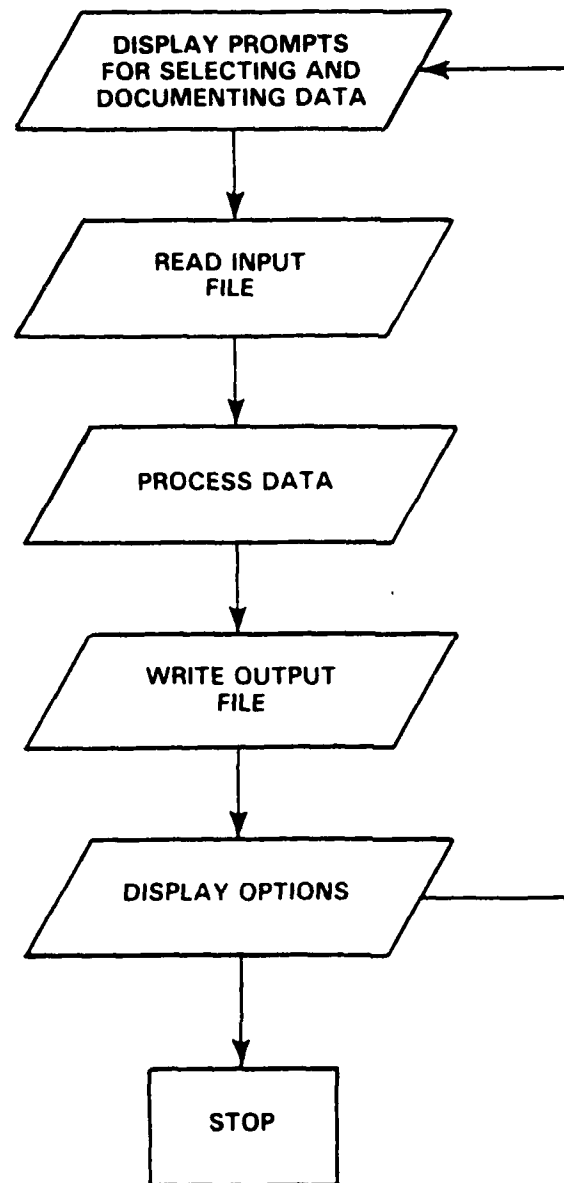 DISPLAY PROMPTS
FOR SELECTING AND
DOCUMENTING DATA
READ INPUT
FILE
PROCESS DATA
WRITE OUTPUT
FILE
DISPLAY OPTIONS
STOP